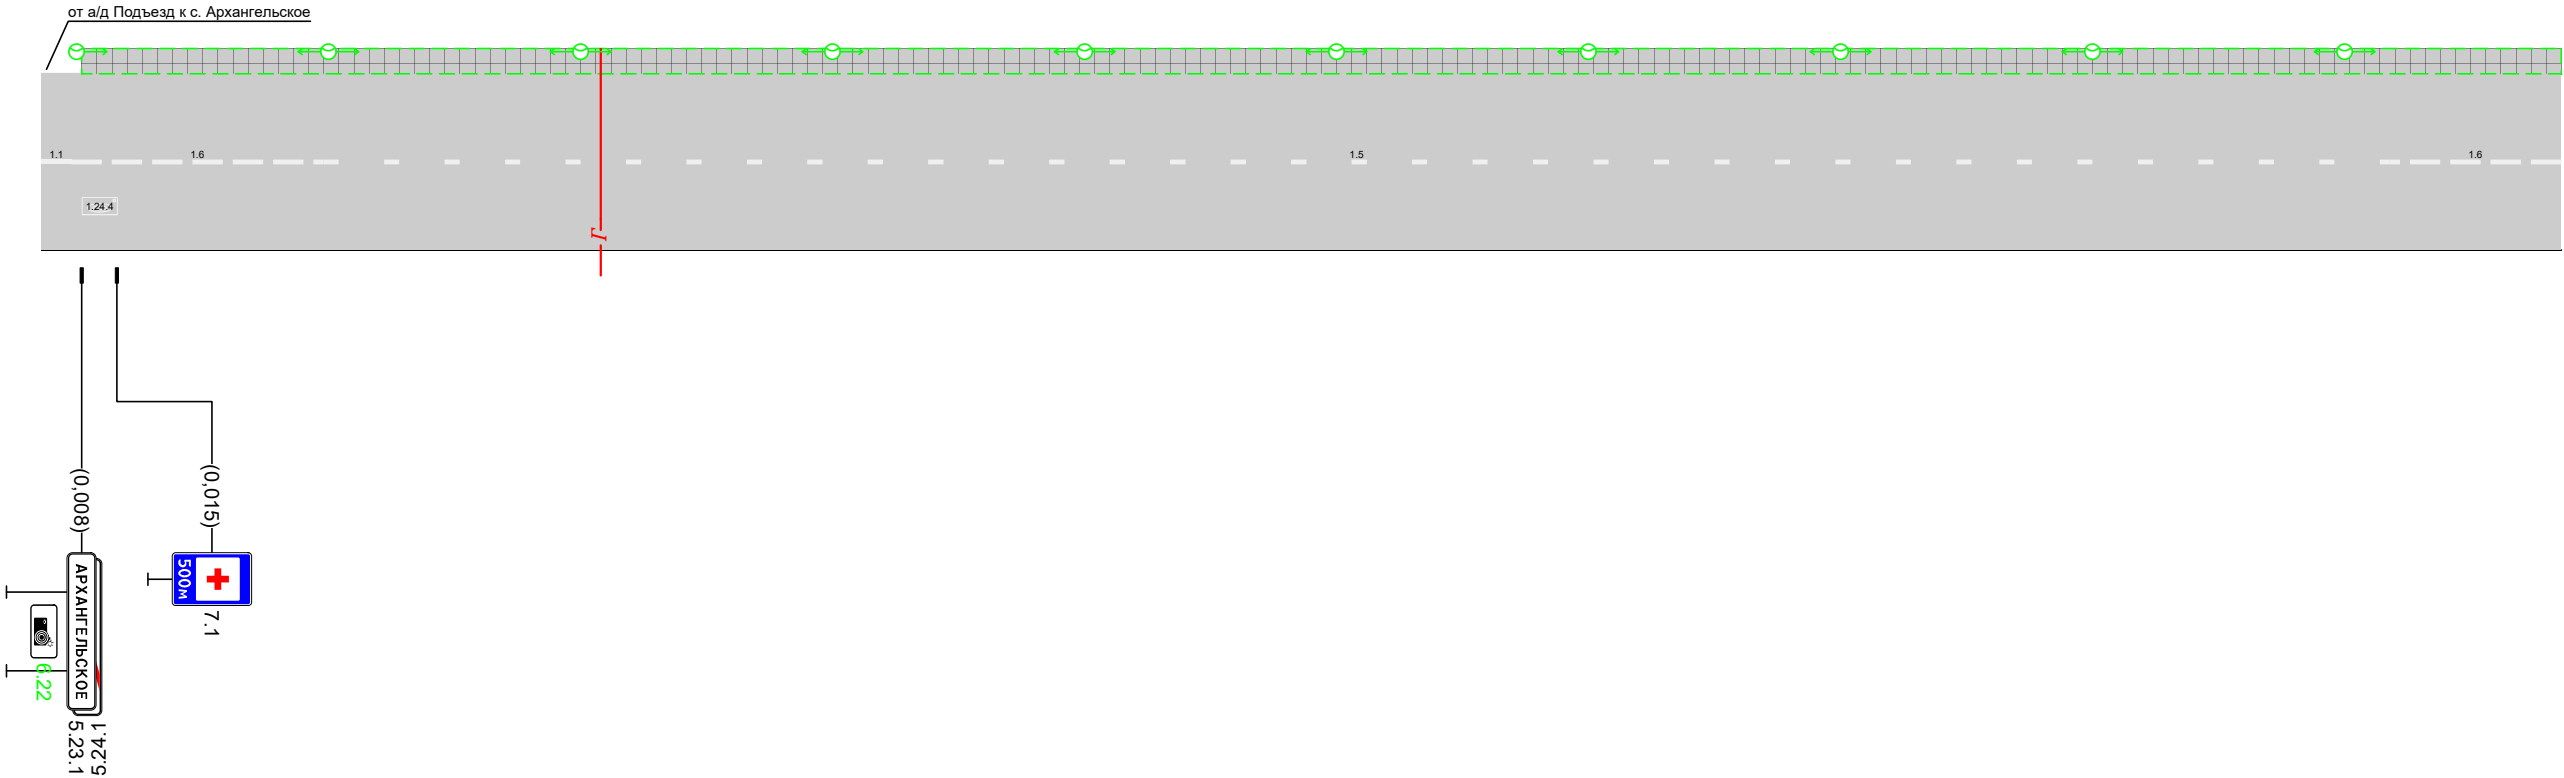 от а/д Подъезд к с. Архангельское
1.1
1.6
1.5
1.6
1.24.4
Г
(0,008)
(0,015)
500м
7.1
АРХАНГЕЛЬСКОЕ
6.22
5.23.1
5.24.1